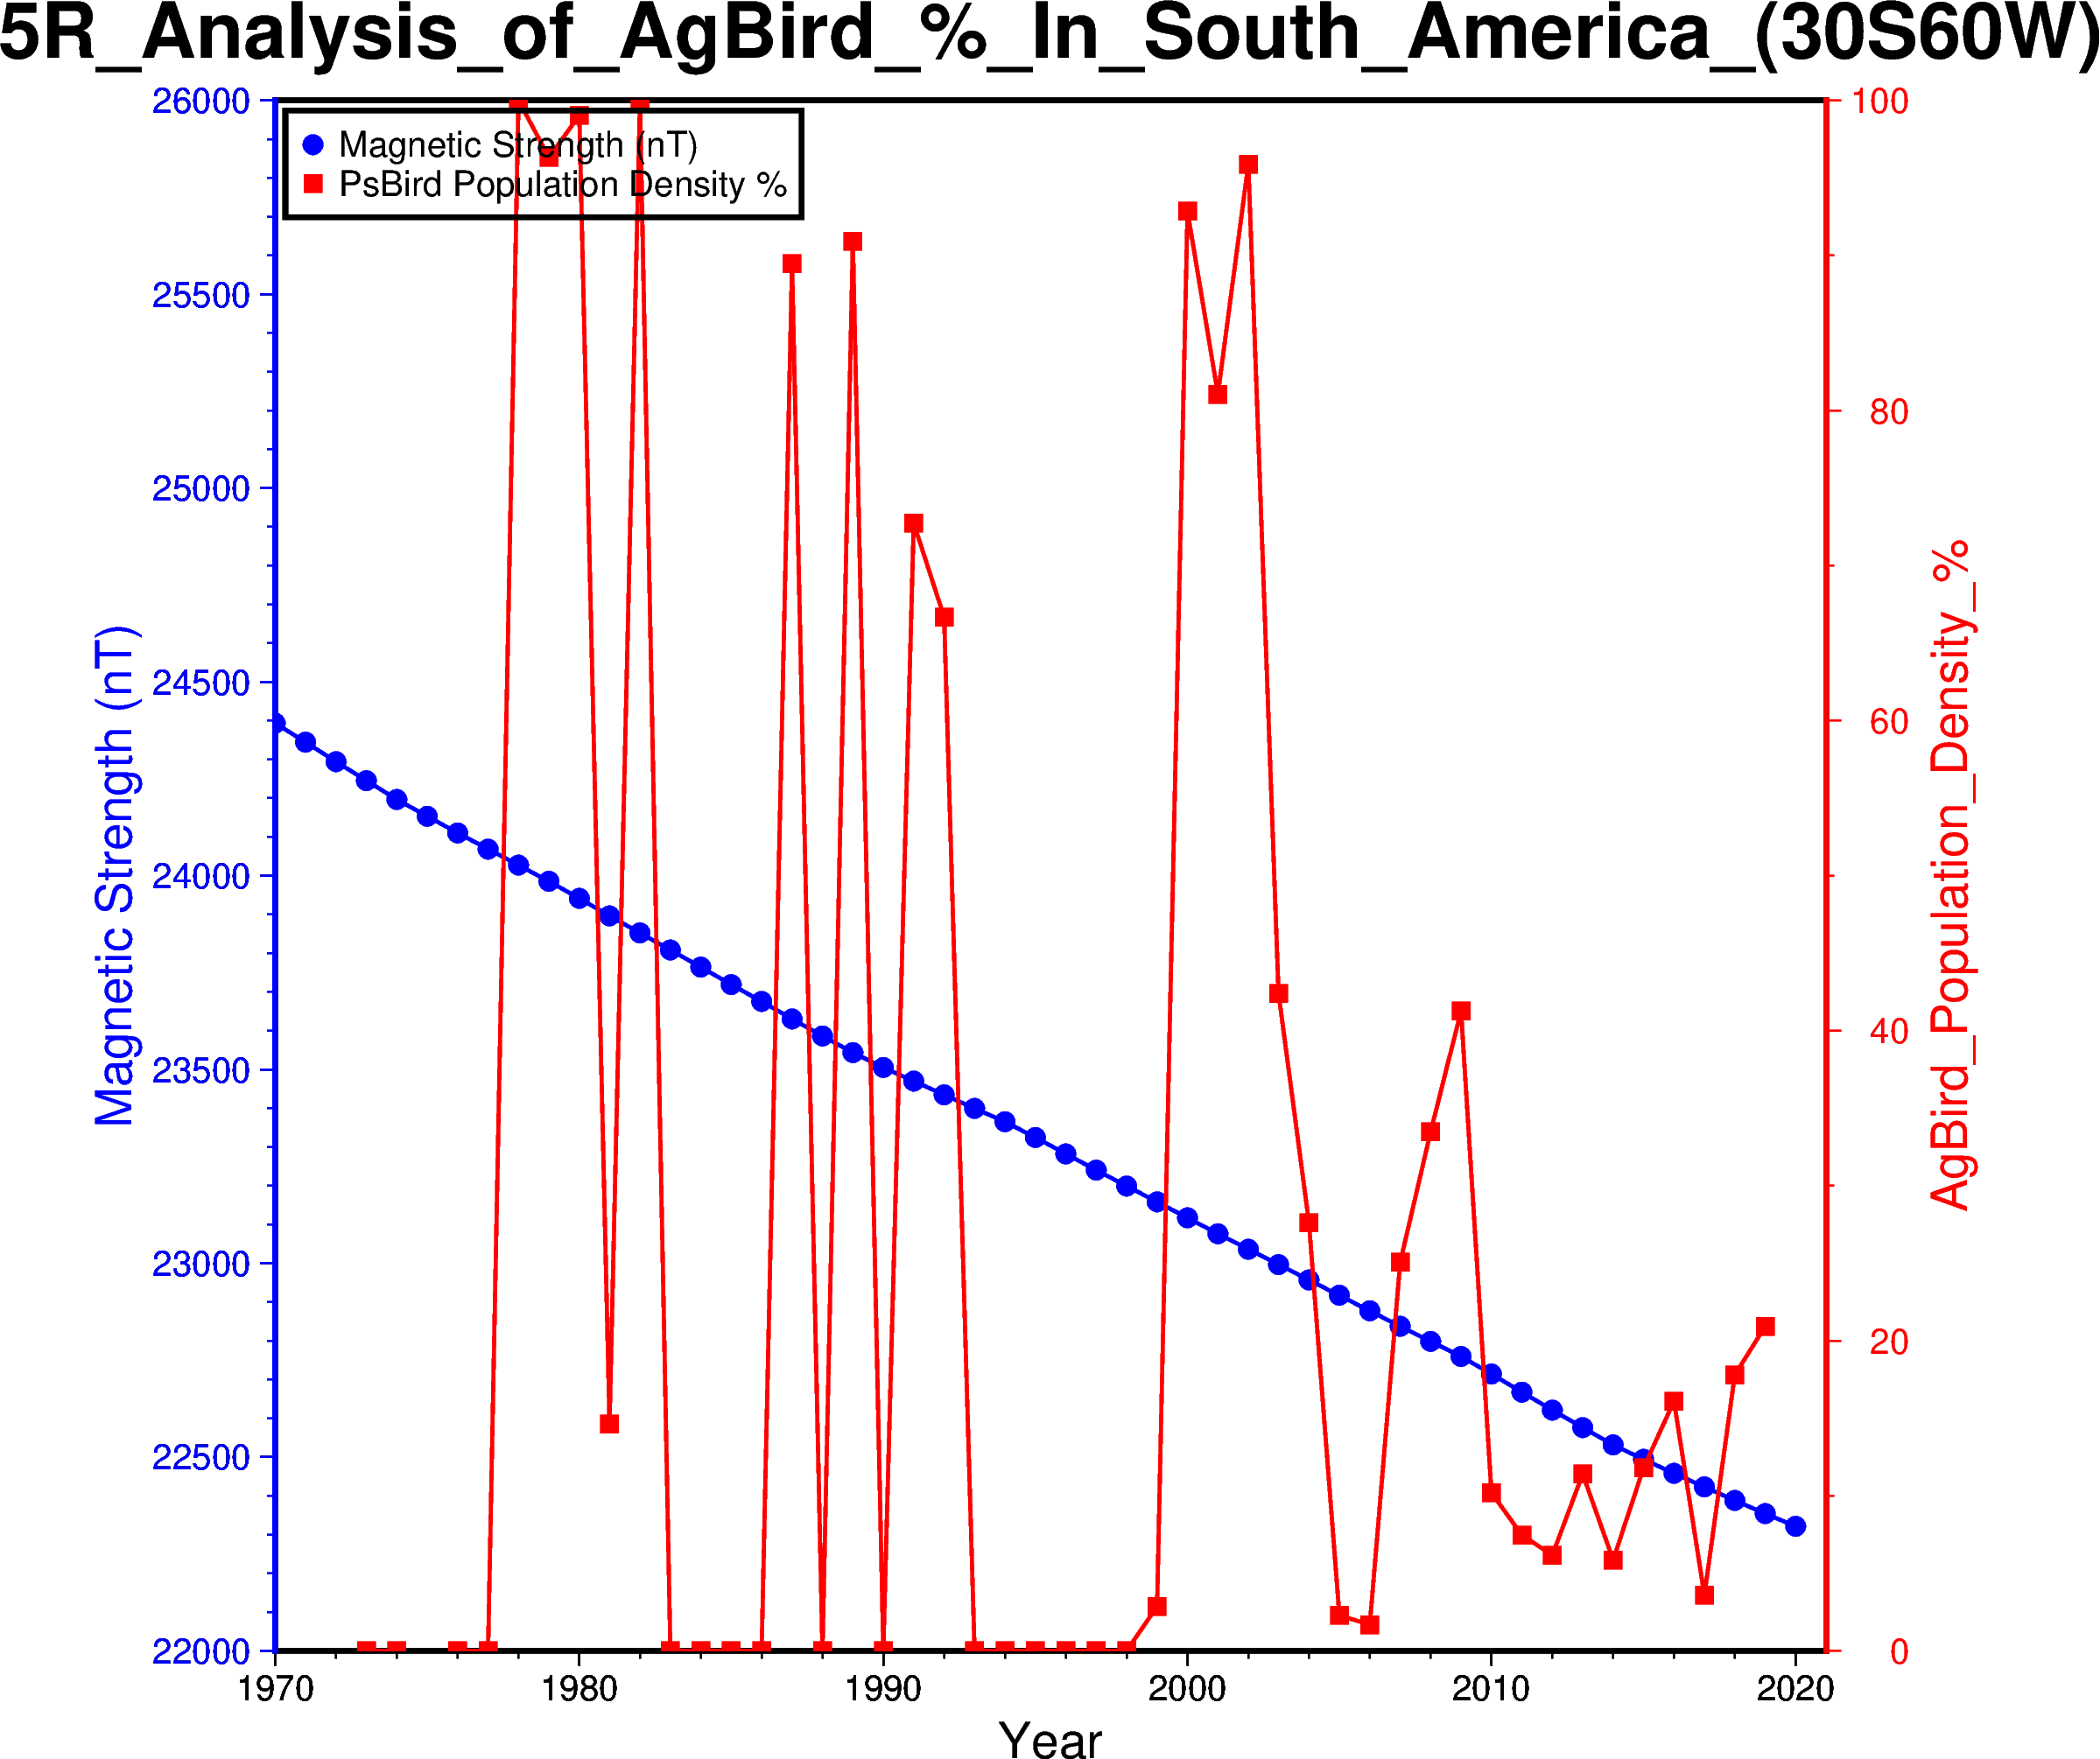 5R_Analysis_of_AgBird_%_In_South_America_(30S60W)
Magnetic Strength (nT)
PsBird Population Density %
26000
25500
25000
24500
24000
23500
23000
22500
22000
Magnetic Strength (nT)
100
80
60
40
20
0
AgBird_Population_Density_%
1970 1980 1990 2000 2010 2020
Year